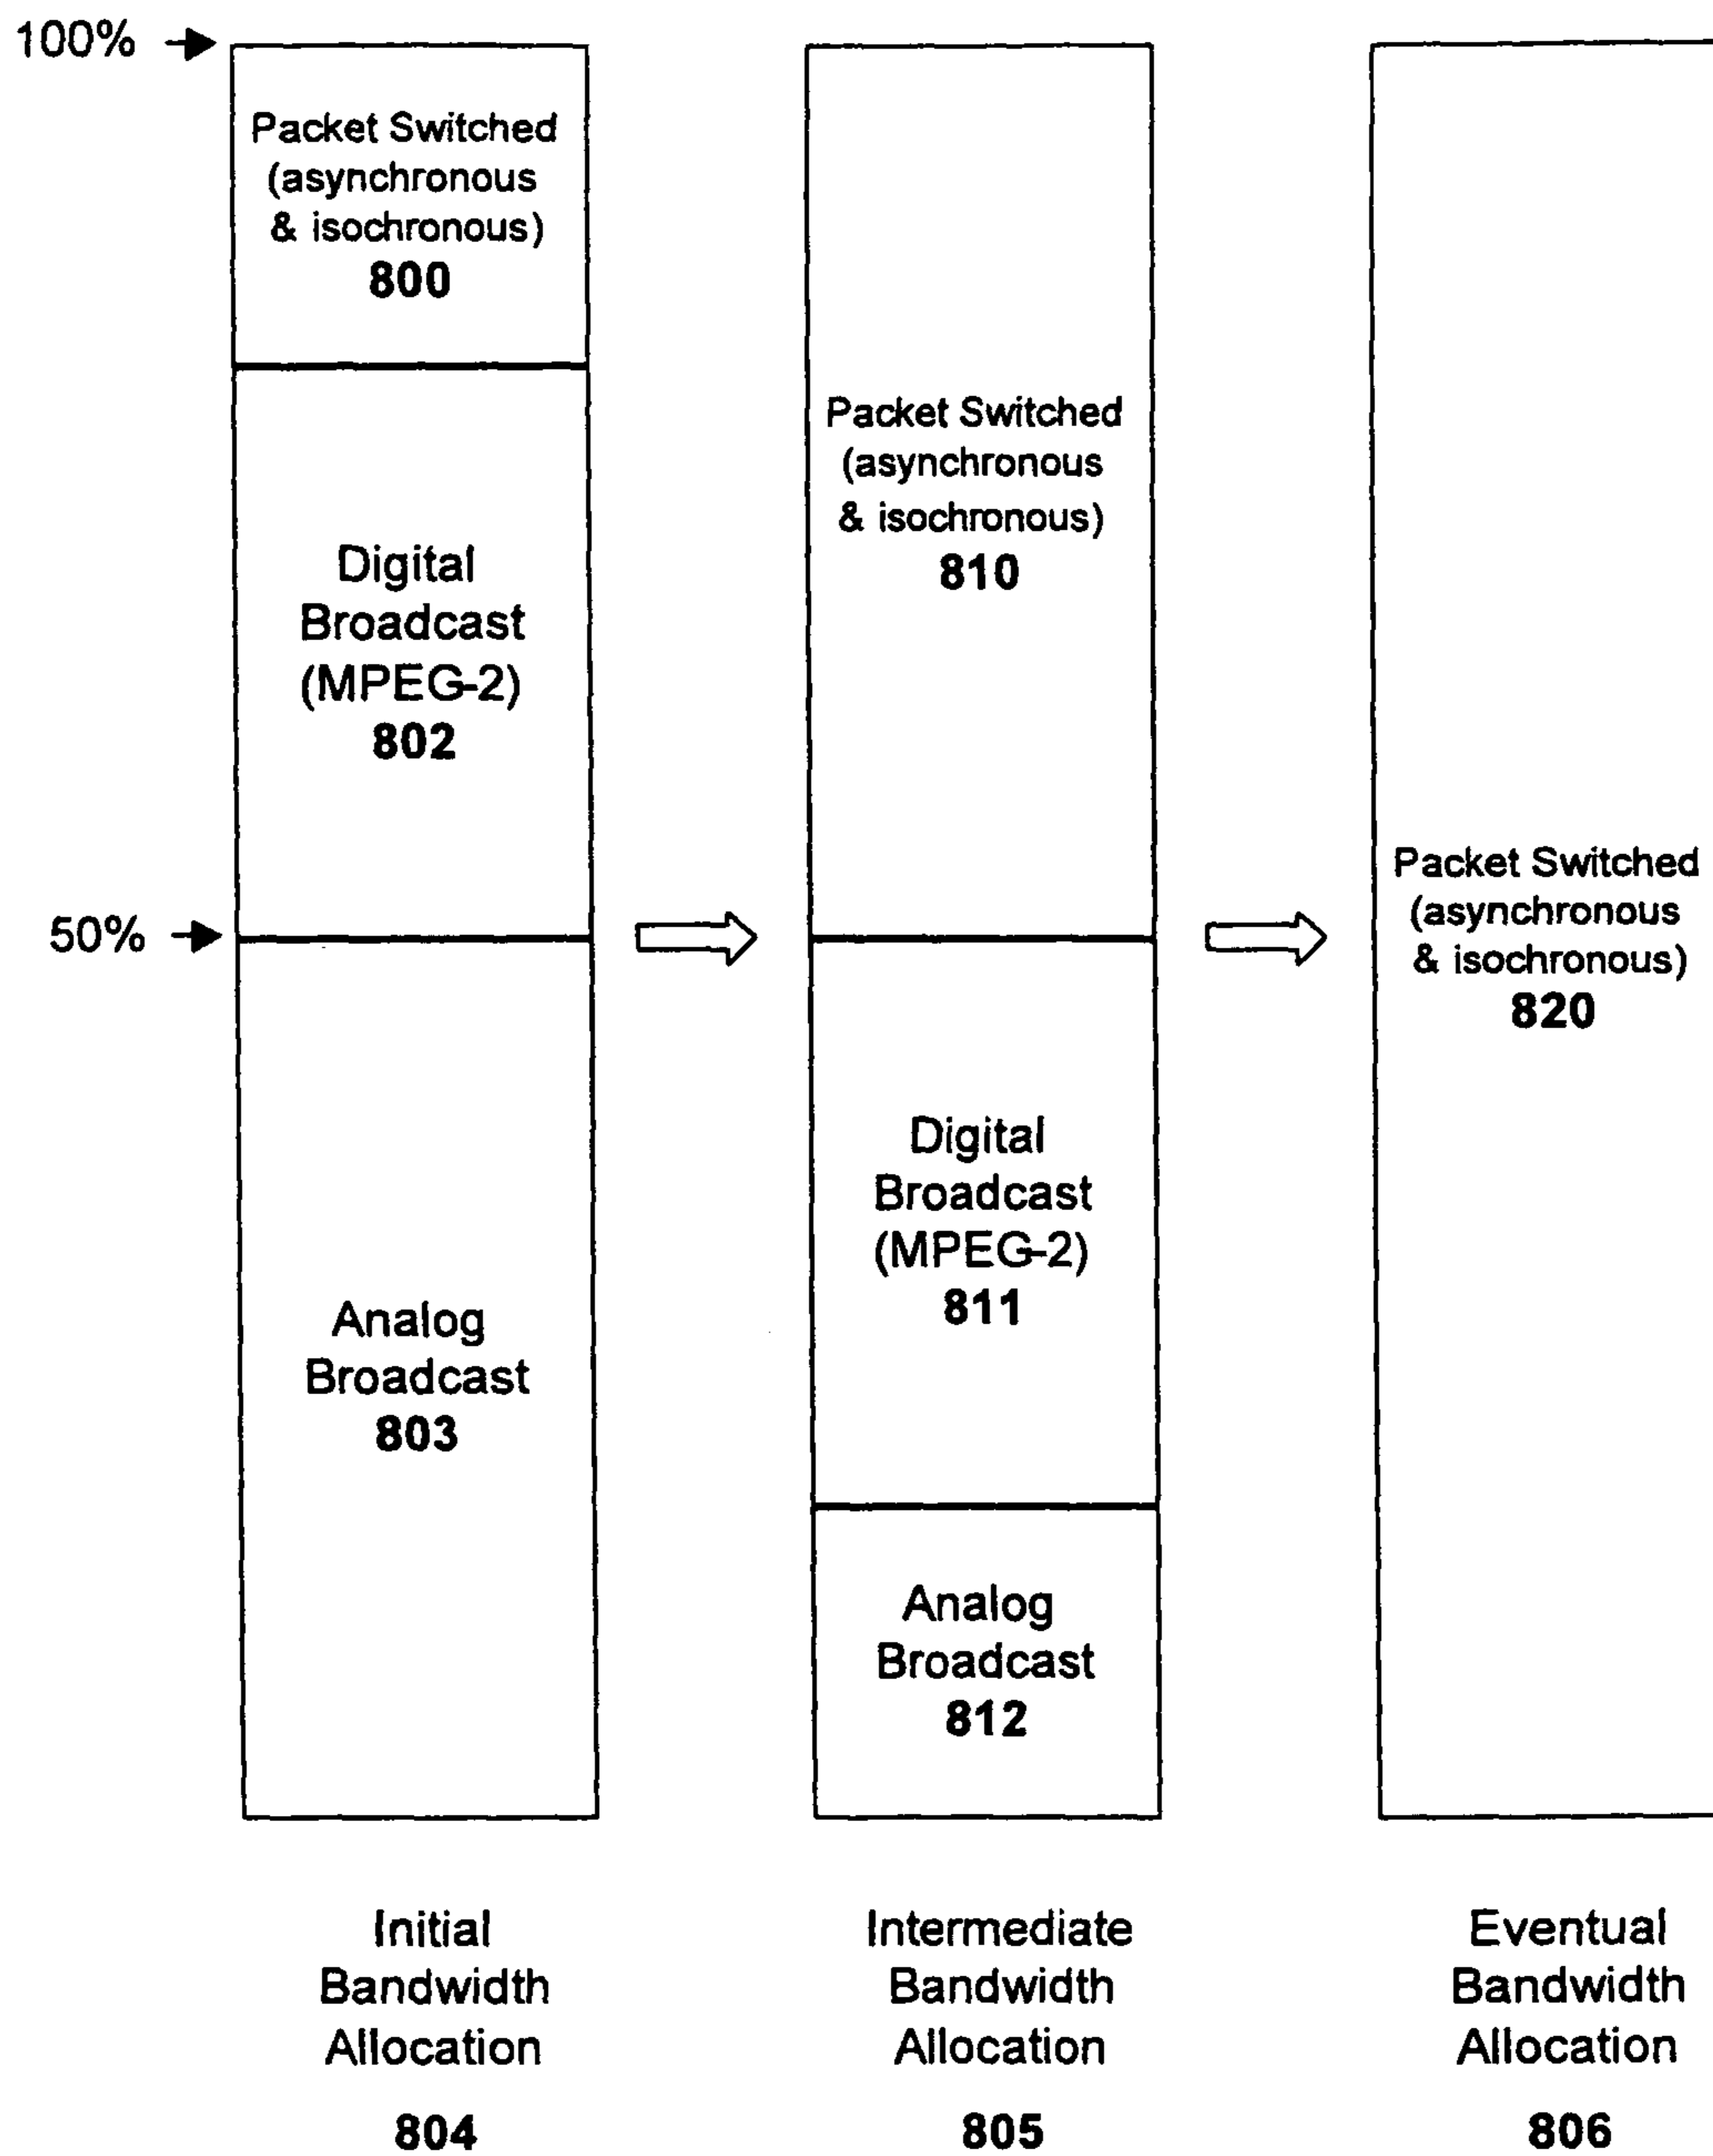 100%
Packet Switched
(asynchronous
& isochronous)
800
Digital
Broadcast
(MPEG-2)
802
50%
Analog
Broadcast
803
Initial
Bandwidth
Allocation
804
Packet Switched
(asynchronous
& isochronous)
810
Digital
Broadcast
(MPEG-2)
811
Analog
Broadcast
812
Intermediate
Bandwidth
Allocation
805
Packet Switched
(asynchronous
& isochronous)
820
Eventual
Bandwidth
Allocation
806